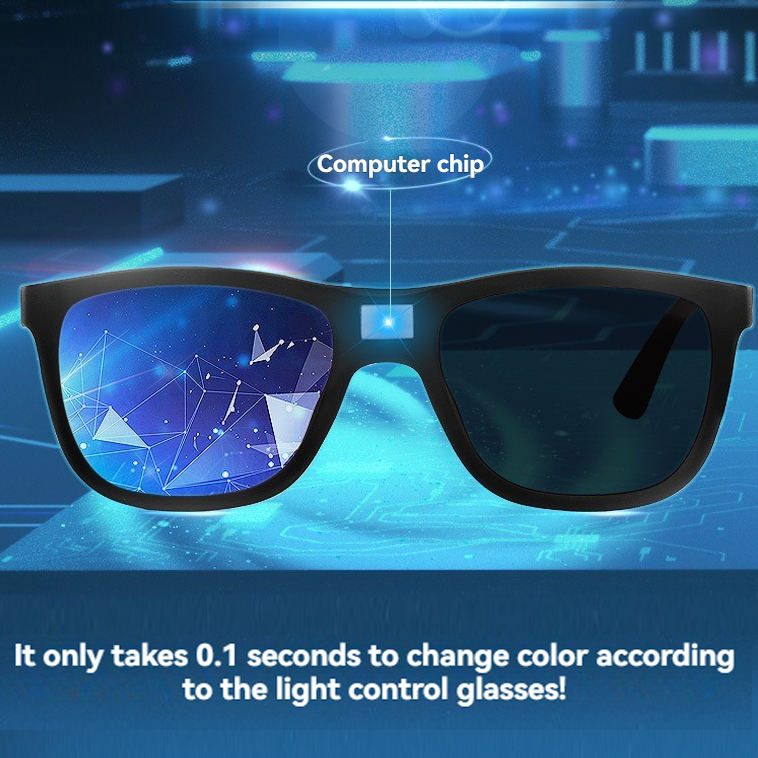 Computer chip
It only takes 0.1 seconds to change color according
to the light control glasses!